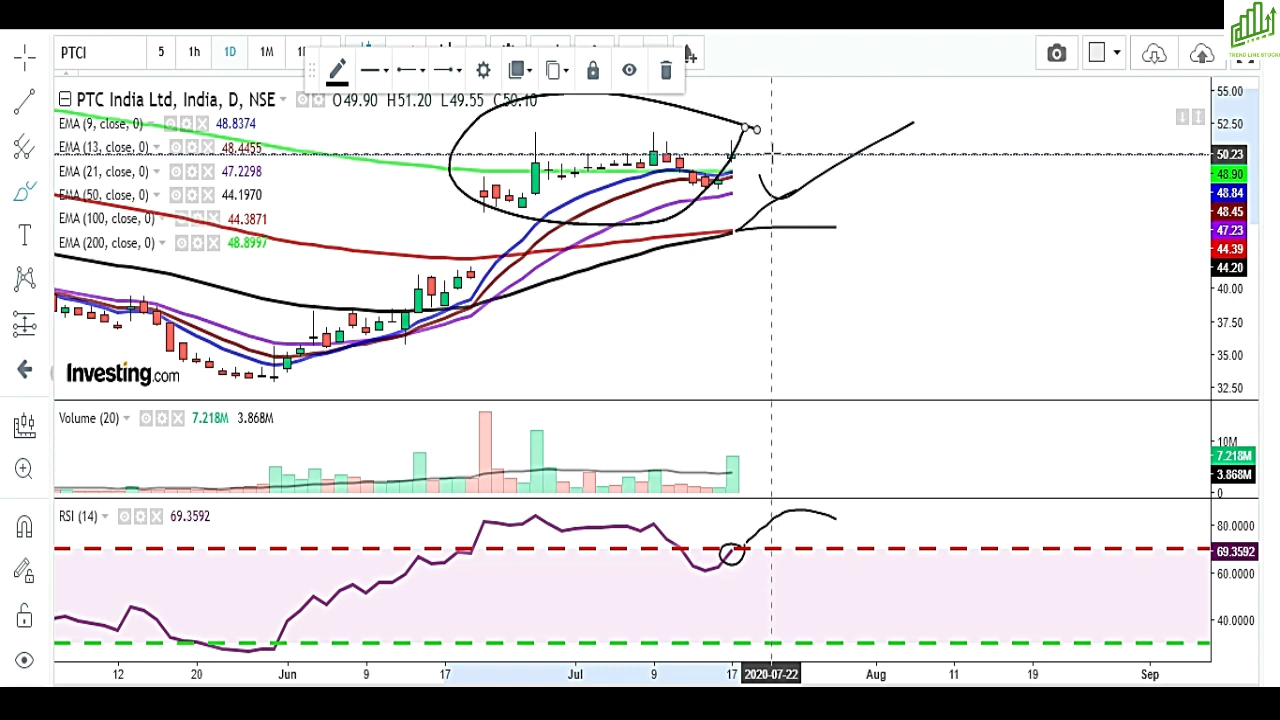 TREND LINE STOCKS
PTCI 5 1h 1D 1M
PTC India Ltd, India, D, NSE O49.90 H51.20 L49.55 C50.10
EMA (9, close, 0) 48.8374
EMA (13, close, 0) 48.4455
EMA (21, close, 0) 47.2298
EMA (50, close, 0) 44.1970
EMA (100, close, 0) 44.3871
EMA (200, close, 0) 48.8997
55.00
52.50
50.23
48.90
48.84
48.45
47.23
44.39
44.20
40.00
37.50
35.00
32.50
Investing.com
Volume (20) 7.218M 3.868M
10M
7.218M
3.868M
0
RSI (14) 69.3592
80.0000
69.3592
60.0000
40.0000
12 20 Jun 9 17 Jul 9 17 2020-07-22 Aug 11 19 Sep
T